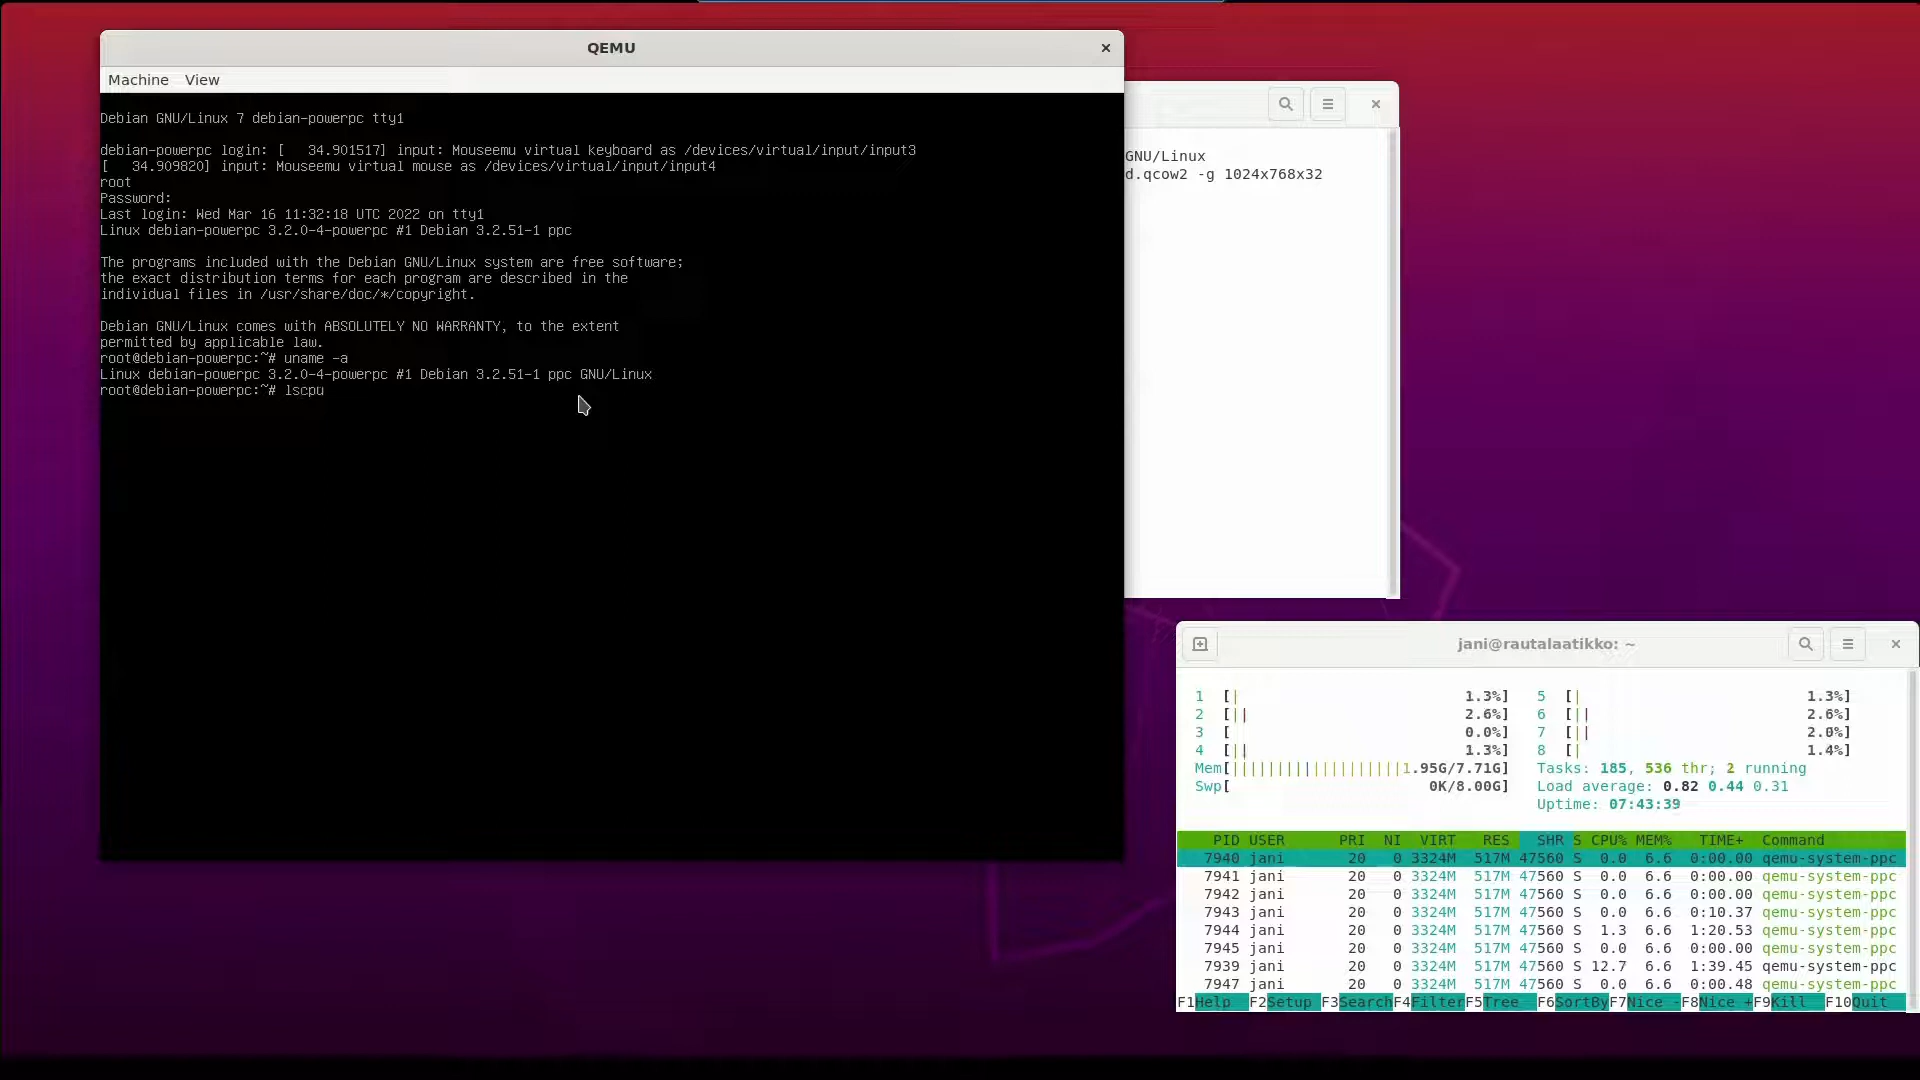 QEMU
Machine View
Debian GNU/Linux 7 debian-powerpc tty1
debian-powerpc login: [   34.901517] input: Mouseemu virtual keyboard as /devices/virtual/input/input3
[   34.909820] input: Mouseemu virtual mouse as /devices/virtual/input/input4
root
Password:
Last login: Wed Mar 16 11:32:18 UTC 2022 on tty1
Linux debian-powerpc 3.2.0-4-powerpc #1 Debian 3.2.51-1 ppc
The programs included with the Debian GNU/Linux system are free software;
the exact distribution terms for each program are described in the
individual files in /usr/share/doc/*/copyright.
Debian GNU/Linux comes with ABSOLUTELY NO WARRANTY, to the extent
permitted by applicable law.
root@debian-powerpc:~# uname -a
Linux debian-powerpc 3.2.0-4-powerpc #1 Debian 3.2.51-1 ppc GNU/Linux
root@debian-powerpc:~# lscpu
GNU/Linux
d.qcow2 -g 1024x768x32
jani@rautalaatikko: ~
1 [| 1.3%] 5 [| 1.3%]
2 [|| 2.6%] 6 [|| 2.6%]
3 [ 0.0%] 7 [|| 2.0%]
4 [|| 1.3%] 8 [| 1.4%]
Mem[|||||||||||||||||||1.95G/7.71G] Tasks: 185, 536 thr; 2 running
Swp[ 0K/8.00G] Load average: 0.82 0.44 0.31
Uptime: 07:43:39
PID USER PRI NI VIRT RES SHR S CPU% MEM% TIME+ Command
7940 jani 20 0 3324M 517M 47560 S 0.0 6.6 0:00.00 qemu-system-ppc
7941 jani 20 0 3324M 517M 47560 S 0.0 6.6 0:00.00 qemu-system-ppc
7942 jani 20 0 3324M 517M 47560 S 0.0 6.6 0:00.00 qemu-system-ppc
7943 jani 20 0 3324M 517M 47560 S 0.0 6.6 0:10.37 qemu-system-ppc
7944 jani 20 0 3324M 517M 47560 S 1.3 6.6 1:20.53 qemu-system-ppc
7945 jani 20 0 3324M 517M 47560 S 0.0 6.6 0:00.00 qemu-system-ppc
7939 jani 20 0 3324M 517M 47560 S 12.7 6.6 1:39.45 qemu-system-ppc
7947 jani 20 0 3324M 517M 47560 S 0.0 6.6 0:00.48 qemu-system-ppc
F1Help F2Setup F3SearchF4FilterF5Tree F6SortByF7Nice -F8Nice +F9Kill F10Quit